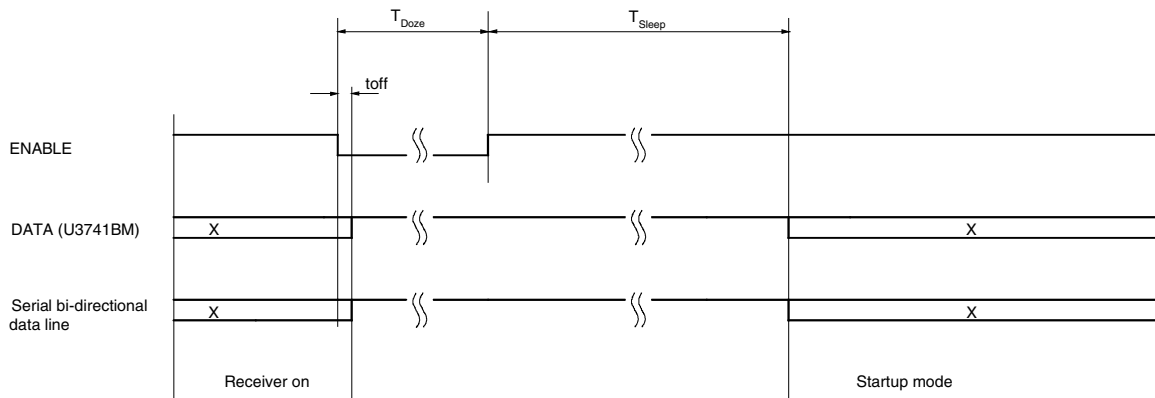 T_Doze T_Sleep
toff
ENABLE
DATA (U3741BM) X X
Serial bi-directional
data line X X
Receiver on Startup mode